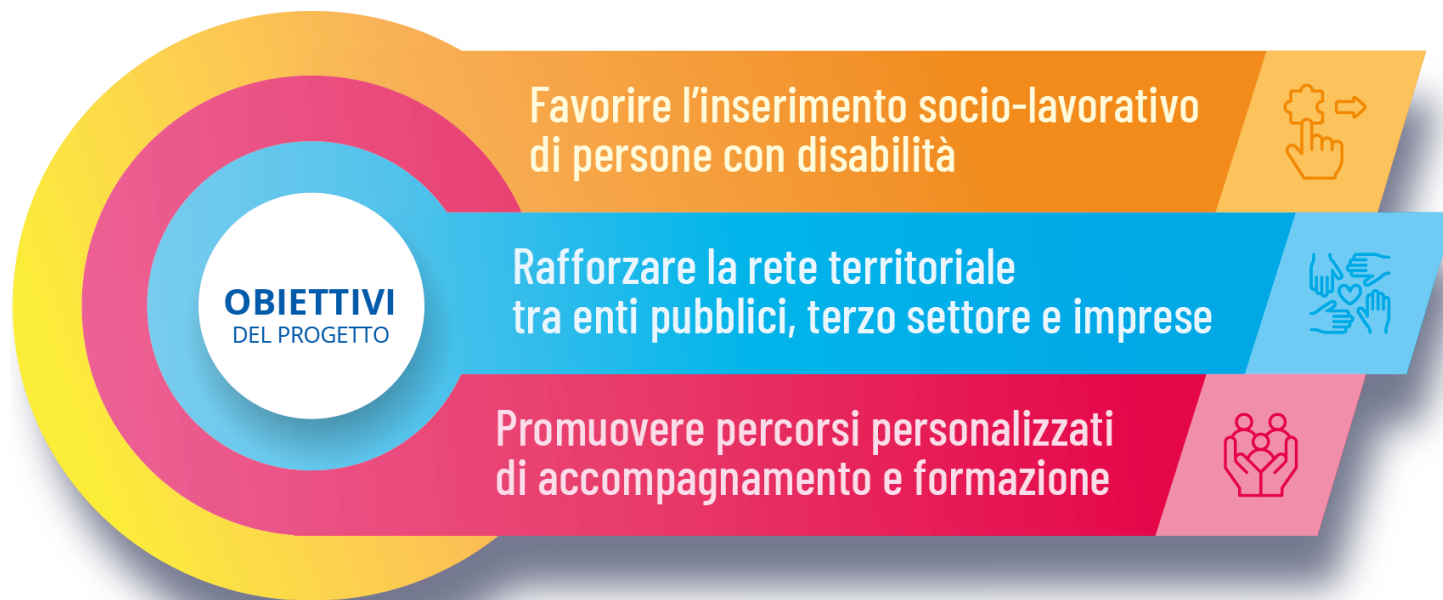 OBIETTIVI
DEL PROGETTO
Favorire l’inserimento socio-lavorativo
di persone con disabilità
Rafforzare la rete territoriale
tra enti pubblici, terzo settore e imprese
Promuovere percorsi personalizzati
di accompagnamento e formazione